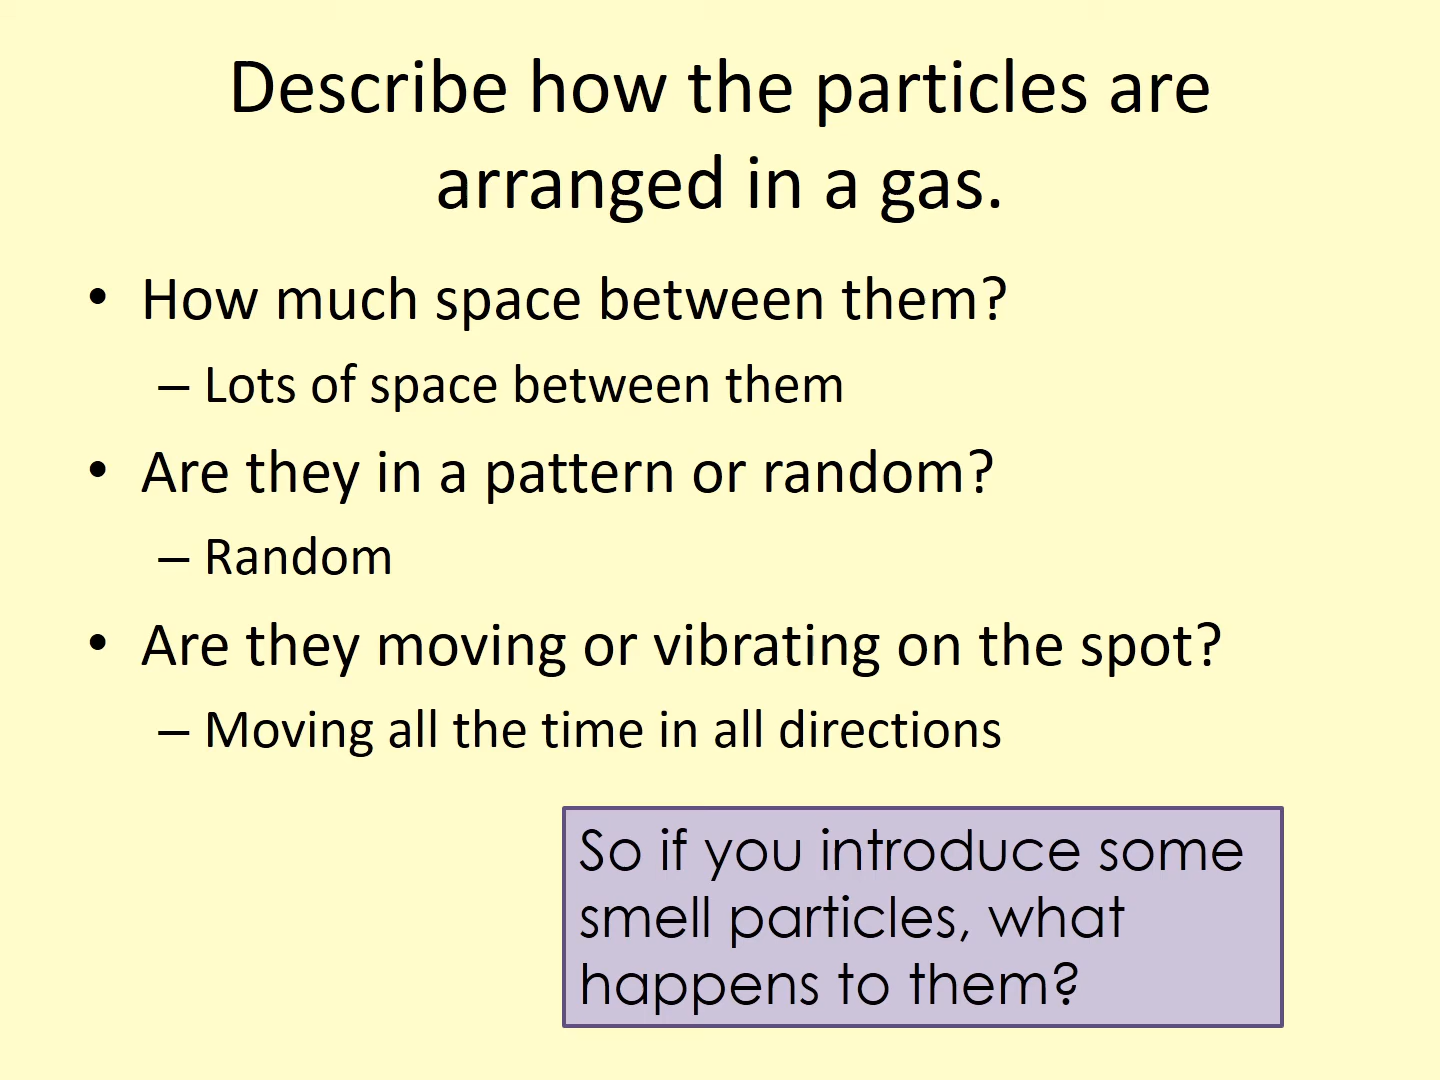 Describe how the particles are
arranged in a gas.
• How much space between them?
– Lots of space between them
• Are they in a pattern or random?
– Random
• Are they moving or vibrating on the spot?
– Moving all the time in all directions
So if you introduce some
smell particles, what
happens to them?